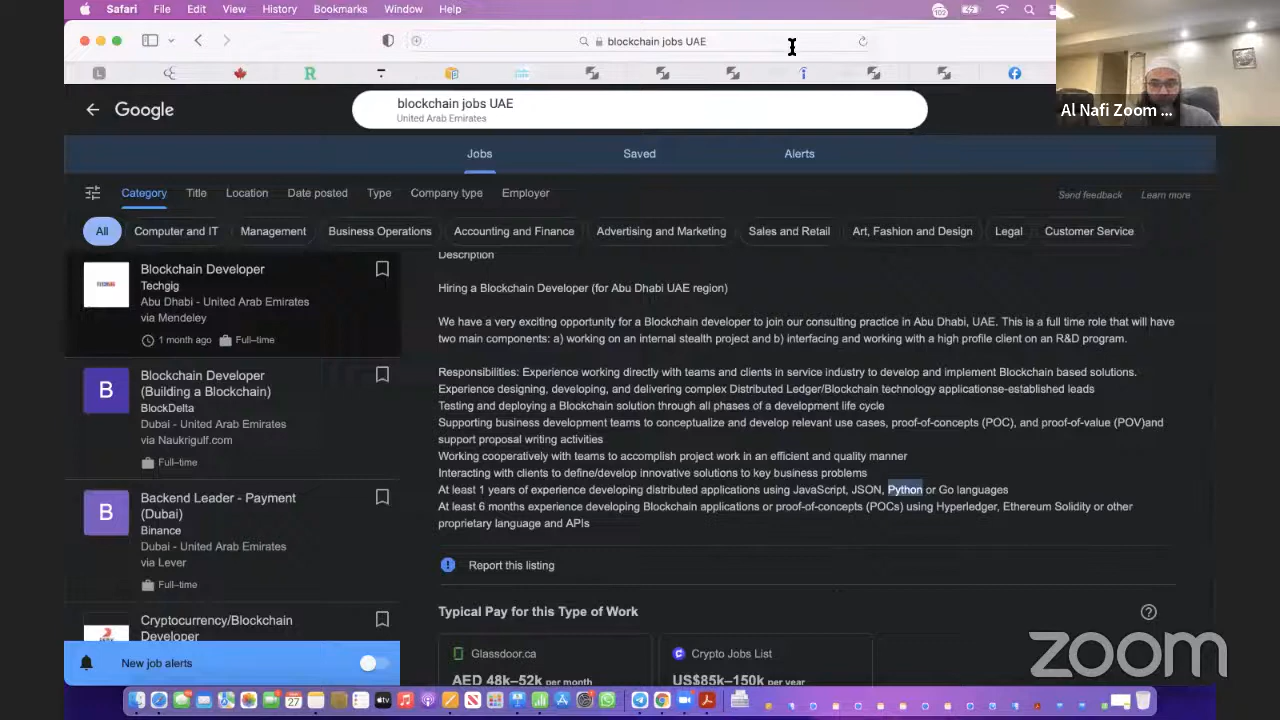 Safari File Edit View History Bookmarks Window Help
blockchain jobs UAE
Google
blockchain jobs UAE
United Arab Emirates
Al Nafi Zoom ...
Jobs Saved Alerts
Category Title Location Date posted Type Company type Employer
Send feedback Learn more
All Computer and IT Management Business Operations Accounting and Finance Advertising and Marketing Sales and Retail Art, Fashion and Design Legal Customer Service
Blockchain Developer
Techgig
Abu Dhabi - United Arab Emirates
via Mendeley
1 month ago Full-time
B
Blockchain Developer
(Building a Blockchain)
BlockDelta
Dubai - United Arab Emirates
via Naukrigulf.com
Full-time
B
Backend Leader - Payment
(Dubai)
Binance
Dubai - United Arab Emirates
via Lever
Full-time
Cryptocurrency/Blockchain
Developer
New job alerts
Description
Hiring a Blockchain Developer (for Abu Dhabi UAE region)
We have a very exciting opportunity for a Blockchain developer to join our consulting practice in Abu Dhabi, UAE. This is a full time role that will have
two main components: a) working on an internal stealth project and b) interfacing and working with a high profile client on an R&D program.
Responsibilities: Experience working directly with teams and clients in service industry to develop and implement Blockchain based solutions.
Experience designing, developing, and delivering complex Distributed Ledger/Blockchain technology applicationse-established leads
Testing and deploying a Blockchain solution through all phases of a development life cycle
Supporting business development teams to conceptualize and develop relevant use cases, proof-of-concepts (POC), and proof-of-value (POV)and
support proposal writing activities
Working cooperatively with teams to accomplish project work in an efficient and quality manner
Interacting with clients to define/develop innovative solutions to key business problems
At least 1 years of experience developing distributed applications using JavaScript, JSON, Python or Go languages
At least 6 months experience developing Blockchain applications or proof-of-concepts (POCs) using Hyperledger, Ethereum Solidity or other
proprietary language and APIs
Report this listing
Typical Pay for this Type of Work
Glassdoor.ca
AED 48k–52k per month
Crypto Jobs List
US$85k–150k per year
zoom